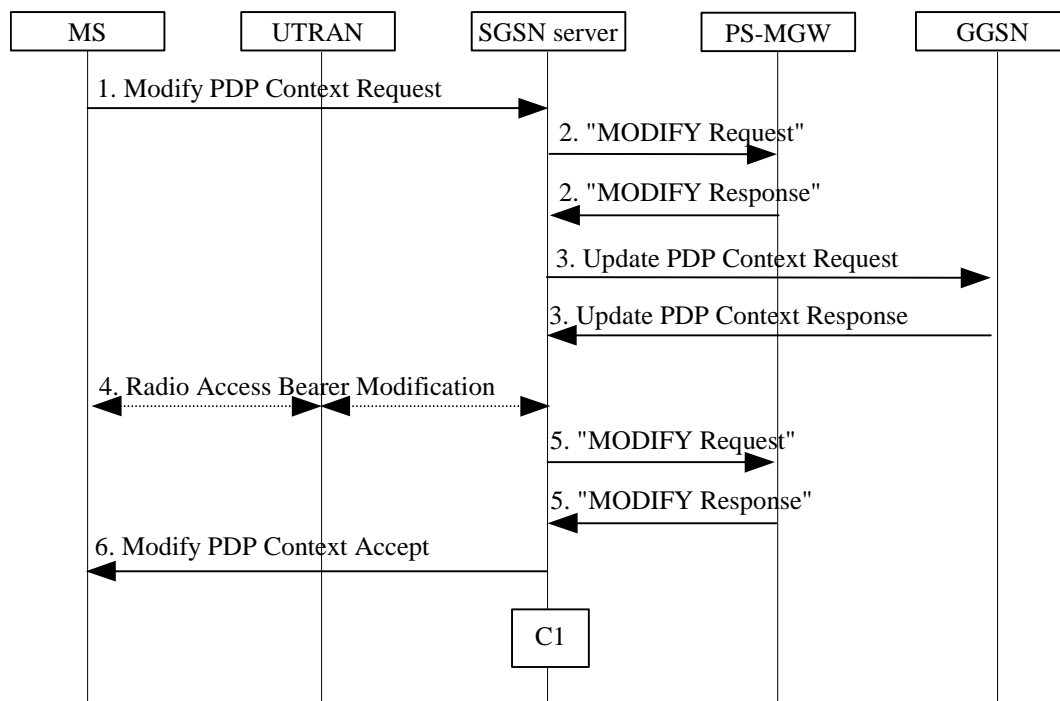 MS UTRAN SGSN server PS-MGW GGSN
1. Modify PDP Context Request
2. "MODIFY Request"
2. "MODIFY Response"
3. Update PDP Context Request
3. Update PDP Context Response
4. Radio Access Bearer Modification
5. "MODIFY Request"
5. "MODIFY Response"
6. Modify PDP Context Accept
C1